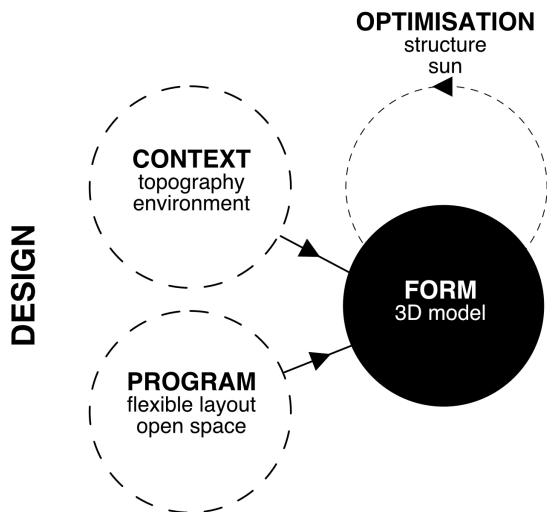 OPTIMISATION
structure
sun
CONTEXT
topography
environment
DESIGN
FORM
3D model
PROGRAM
flexible layout
open space